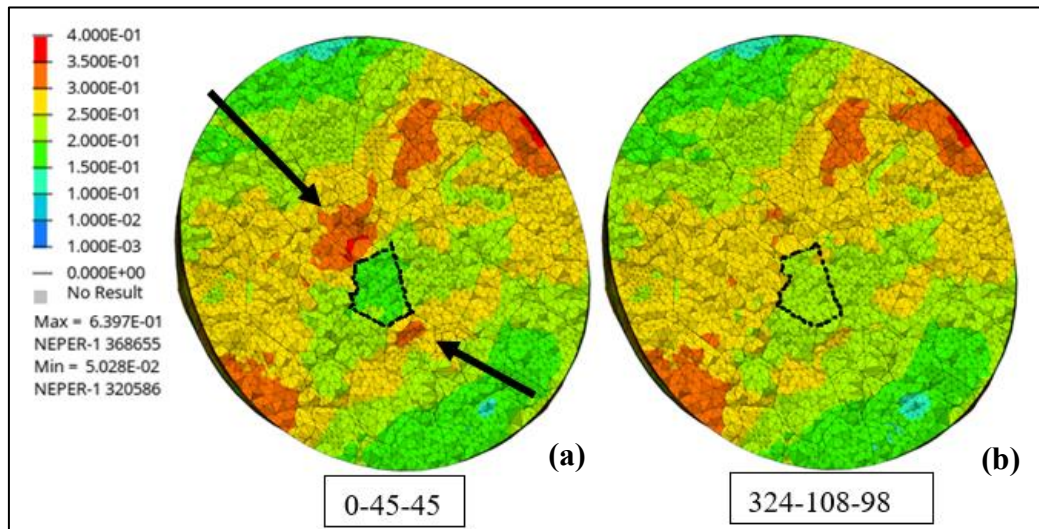 4.000E-01
3.500E-01
3.000E-01
2.500E-01
2.000E-01
1.500E-01
1.000E-01
1.000E-02
1.000E-03
0.000E+00
No Result
Max = 6.397E-01
NEPER-1 368655
Min = 5.028E-02
NEPER-1 320586
(a)
(b)
0-45-45
324-108-98